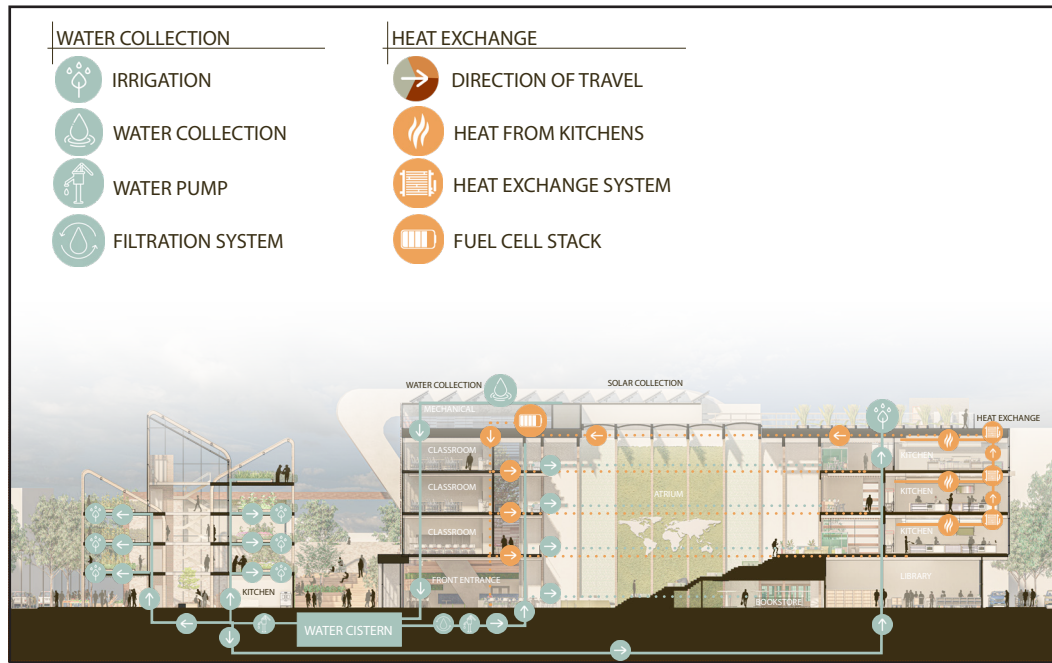 WATER COLLECTION
IRRIGATION
WATER COLLECTION
WATER PUMP
FILTRATION SYSTEM
HEAT EXCHANGE
DIRECTION OF TRAVEL
HEAT FROM KITCHENS
HEAT EXCHANGE SYSTEM
FUEL CELL STACK
WATER COLLECTION
SOLAR COLLECTION
MECHANICAL
HEAT EXCHANGE
CLASSROOM
KITCHEN
CLASSROOM
ATRIUM
KITCHEN
CLASSROOM
KITCHEN
FRONT ENTRANCE
LIBRARY
KITCHEN
BOOKSTORE
WATER CISTERN